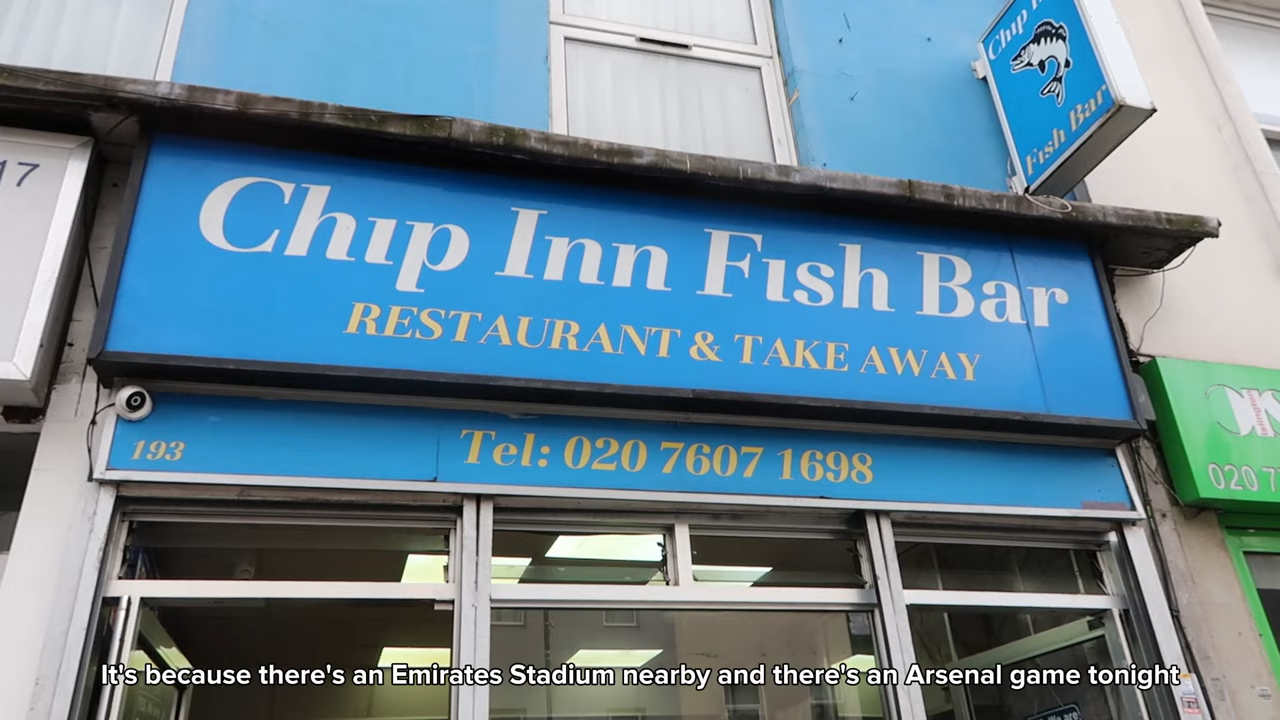 Chip Inn
Fish Bar
17
Chip Inn Fish Bar
RESTAURANT & TAKE AWAY
193
Tel: 020 7607 1698
Islington
020 7
It's because there's an Emirates Stadium nearby and there's an Arsenal game tonight